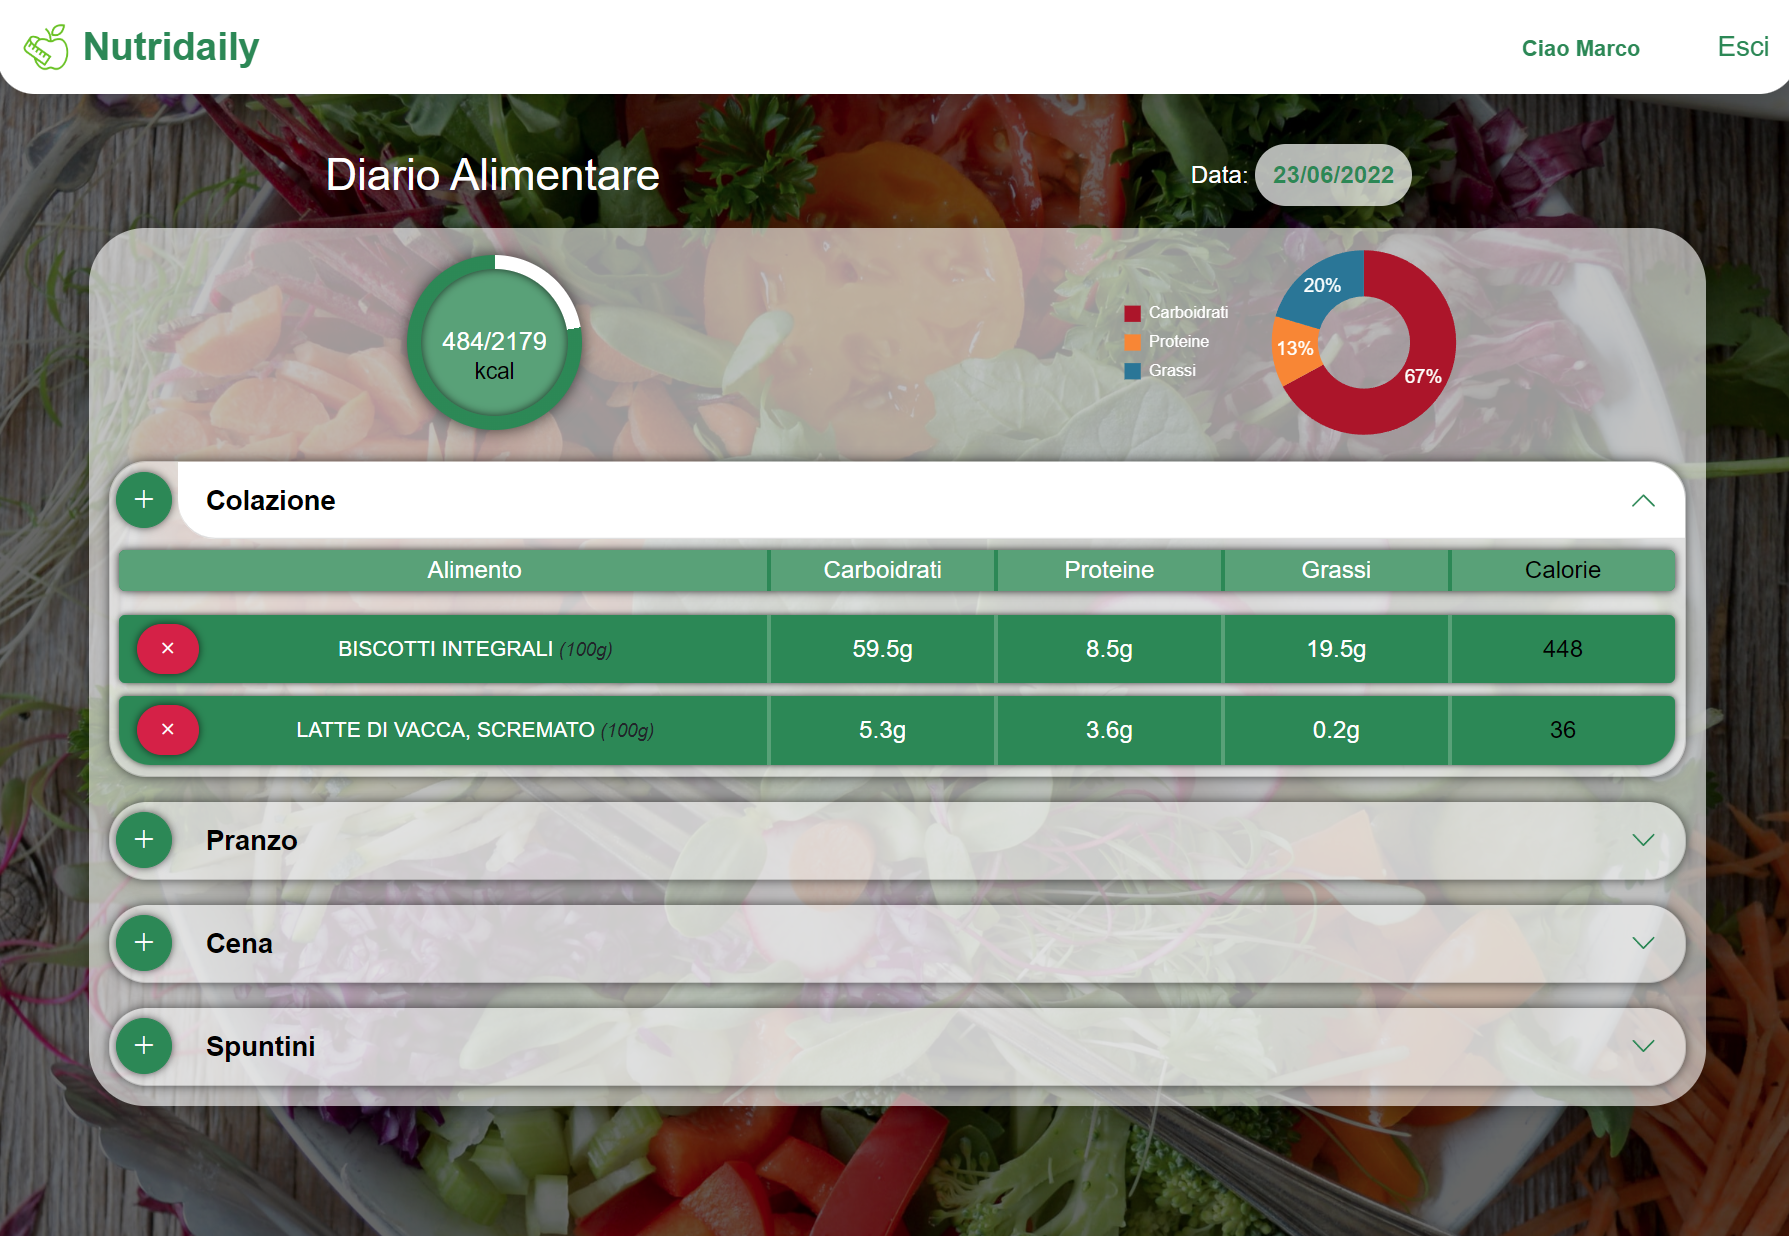 Nutridaily
Ciao Marco
Esci
Diario Alimentare
Data: 23/06/2022
484/2179
kcal
Carboidrati
Proteine
Grassi
20%
13%
67%
Colazione
Alimento Carboidrati Proteine Grassi Calorie
BISCOTTI INTEGRALI (100g) 59.5g 8.5g 19.5g 448
LATTE DI VACCA, SCREMATO (100g) 5.3g 3.6g 0.2g 36
Pranzo
Cena
Spuntini